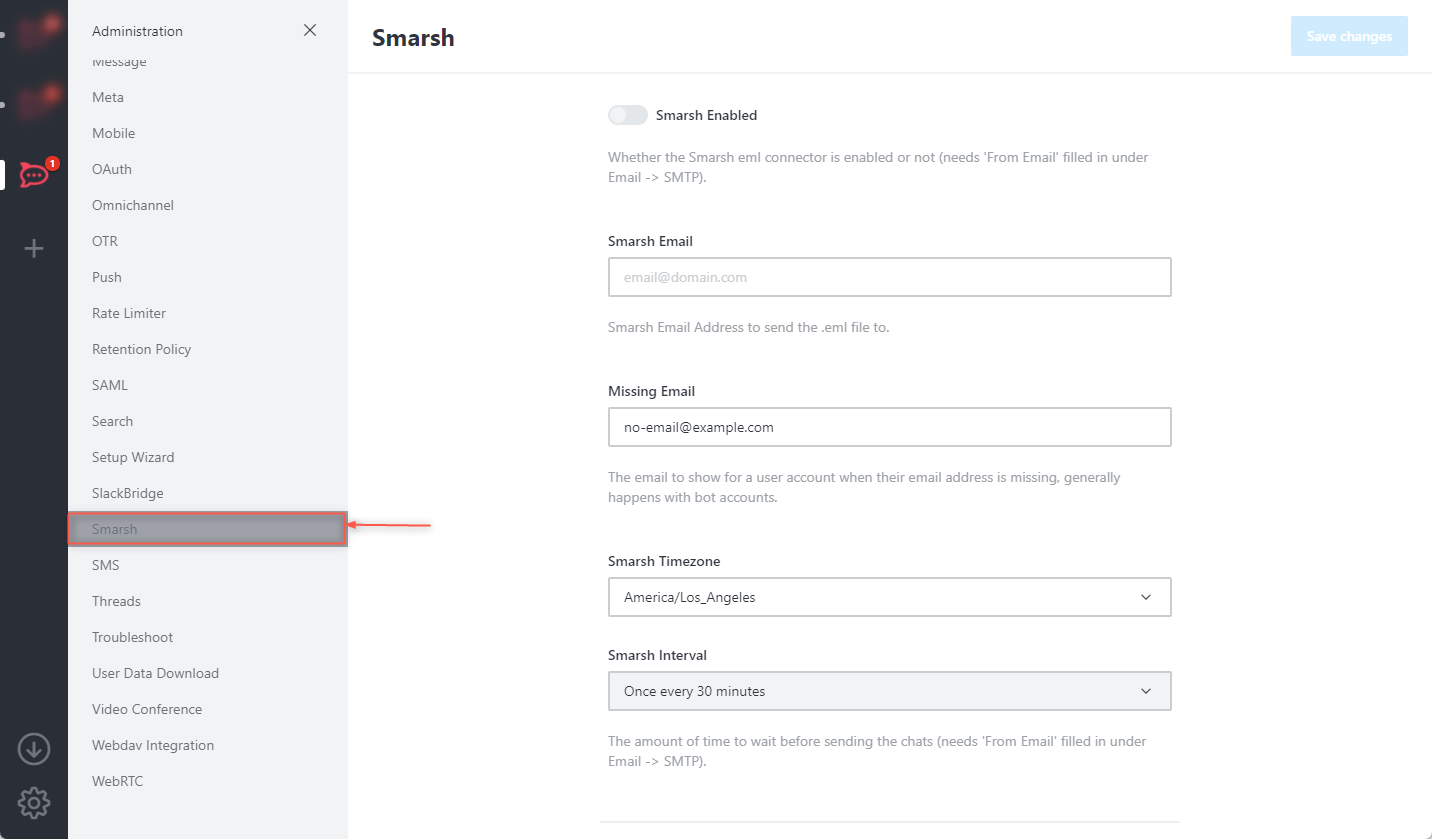 Administration
Message
Meta
Mobile
OAuth
Omnichannel
OTR
Push
Rate Limiter
Retention Policy
SAML
Search
Setup Wizard
SlackBridge
Smarsh
SMS
Threads
Troubleshoot
User Data Download
Video Conference
Webdav Integration
WebRTC
1
Smarsh
Save changes
Smarsh Enabled
Whether the Smarsh eml connector is enabled or not (needs 'From Email' filled in under
Email -> SMTP).
Smarsh Email
email@domain.com
Smarsh Email Address to send the .eml file to.
Missing Email
no-email@example.com
The email to show for a user account when their email address is missing, generally
happens with bot accounts.
Smarsh Timezone
America/Los_Angeles
Smarsh Interval
Once every 30 minutes
The amount of time to wait before sending the chats (needs 'From Email' filled in under
Email -> SMTP).